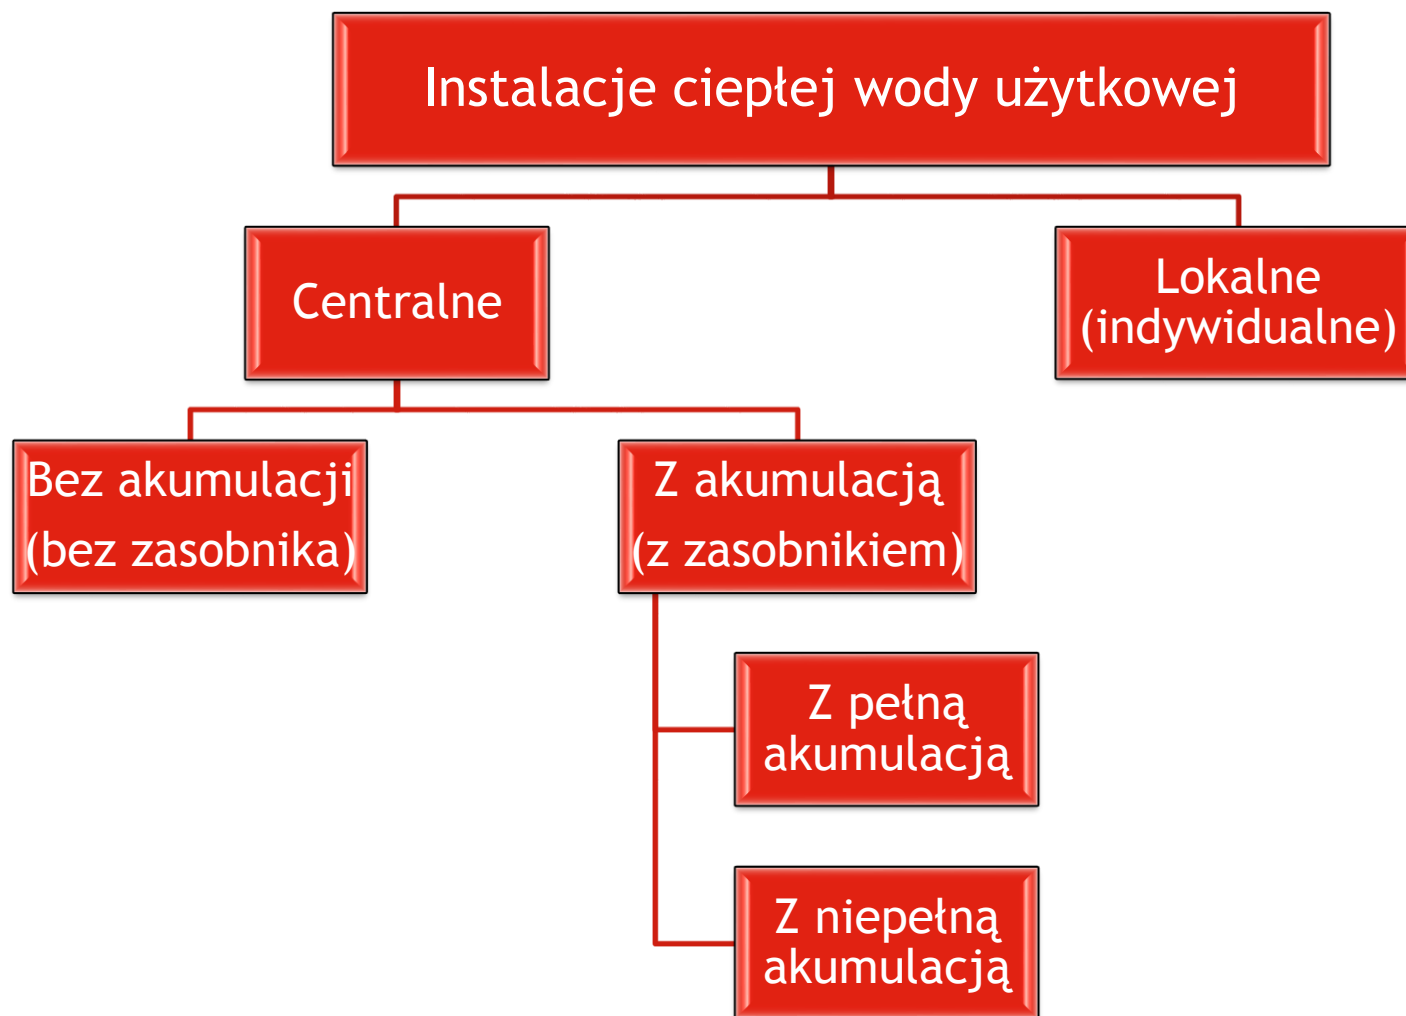 Instalacje ciepłej wody użytkowej
Centralne
Lokalne
(indywidualne)
Bez akumulacji
(bez zasobnika)
Z akumulacją
(z zasobnikiem)
Z pełną
akumulacją
Z niepełną
akumulacją